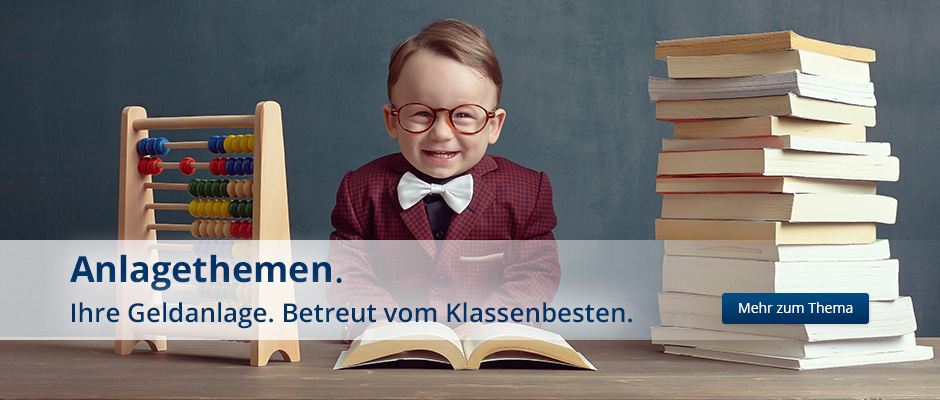 Anlagethemen.
Ihre Geldanlage. Betreut vom Klassenbesten.
Mehr zum Thema